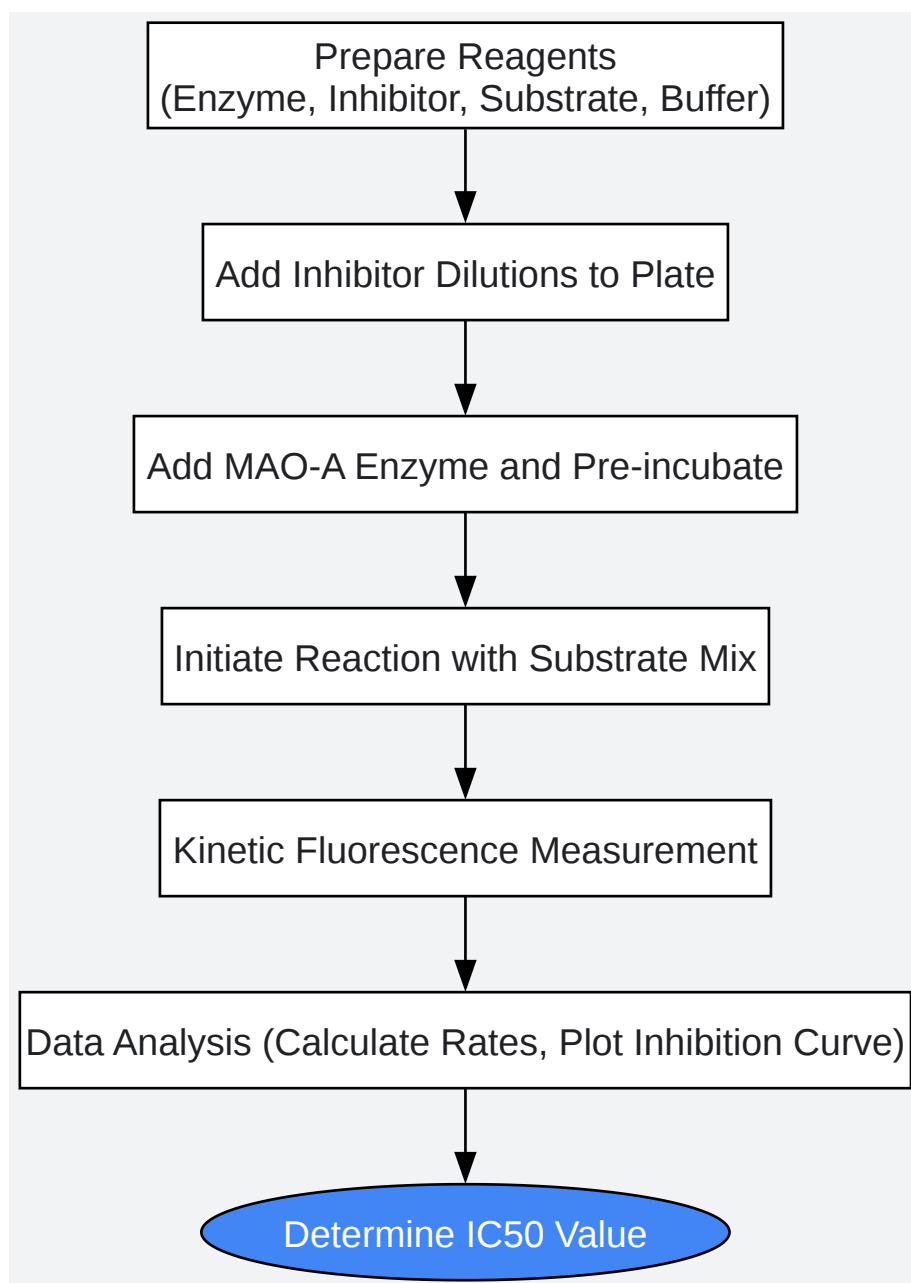 Prepare Reagents
(Enzyme, Inhibitor, Substrate, Buffer)
Add Inhibitor Dilutions to Plate
Add MAO-A Enzyme and Pre-incubate
Initiate Reaction with Substrate Mix
Kinetic Fluorescence Measurement
Data Analysis (Calculate Rates, Plot Inhibition Curve)
Determine IC50 Value